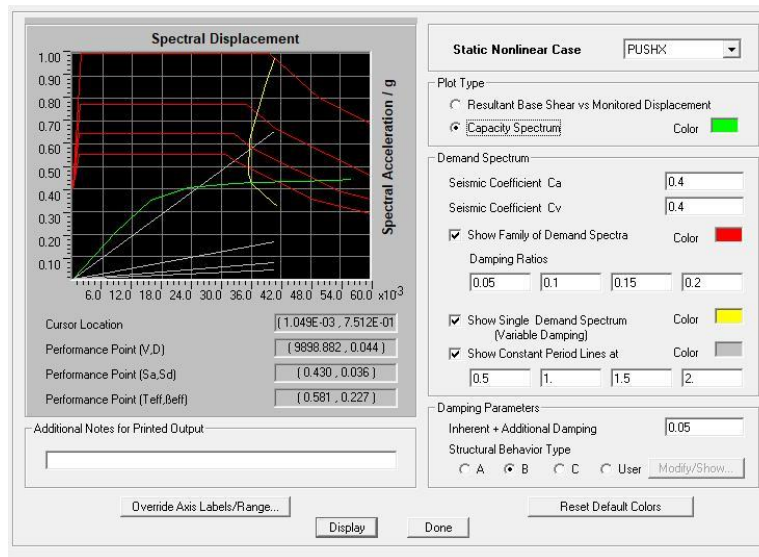 Spectral Displacement
1.00
0.90
0.80
0.70
0.60
0.50
0.40
0.30
0.20
0.10
Spectral Acceleration / g
6.0 12.0 18.0 24.0 30.0 36.0 42.0 48.0 54.0 60.0 x10³
Cursor Location
( 1.049E-03 , 7.512E-01
Performance Point (V,D)
( 9898.882 , 0.044 )
Performance Point (Sa,Sd)
( 0.430 , 0.036 )
Performance Point (Teff,βeff)
( 0.581 , 0.227 )
Additional Notes for Printed Output
Static Nonlinear Case
PUSHX
Plot Type
Resultant Base Shear vs Monitored Displacement
Capacity Spectrum
Color
Demand Spectrum
Seismic Coefficient Ca
0.4
Seismic Coefficient Cv
0.4
Show Family of Demand Spectra
Color
Damping Ratios
0.05 0.1 0.15 0.2
Show Single Demand Spectrum
Color
(Variable Damping)
Show Constant Period Lines at
Color
0.5 1. 1.5 2.
Damping Parameters
Inherent + Additional Damping
0.05
Structural Behavior Type
A B C User Modify/Show...
Override Axis Labels/Range...
Reset Default Colors
Display
Done